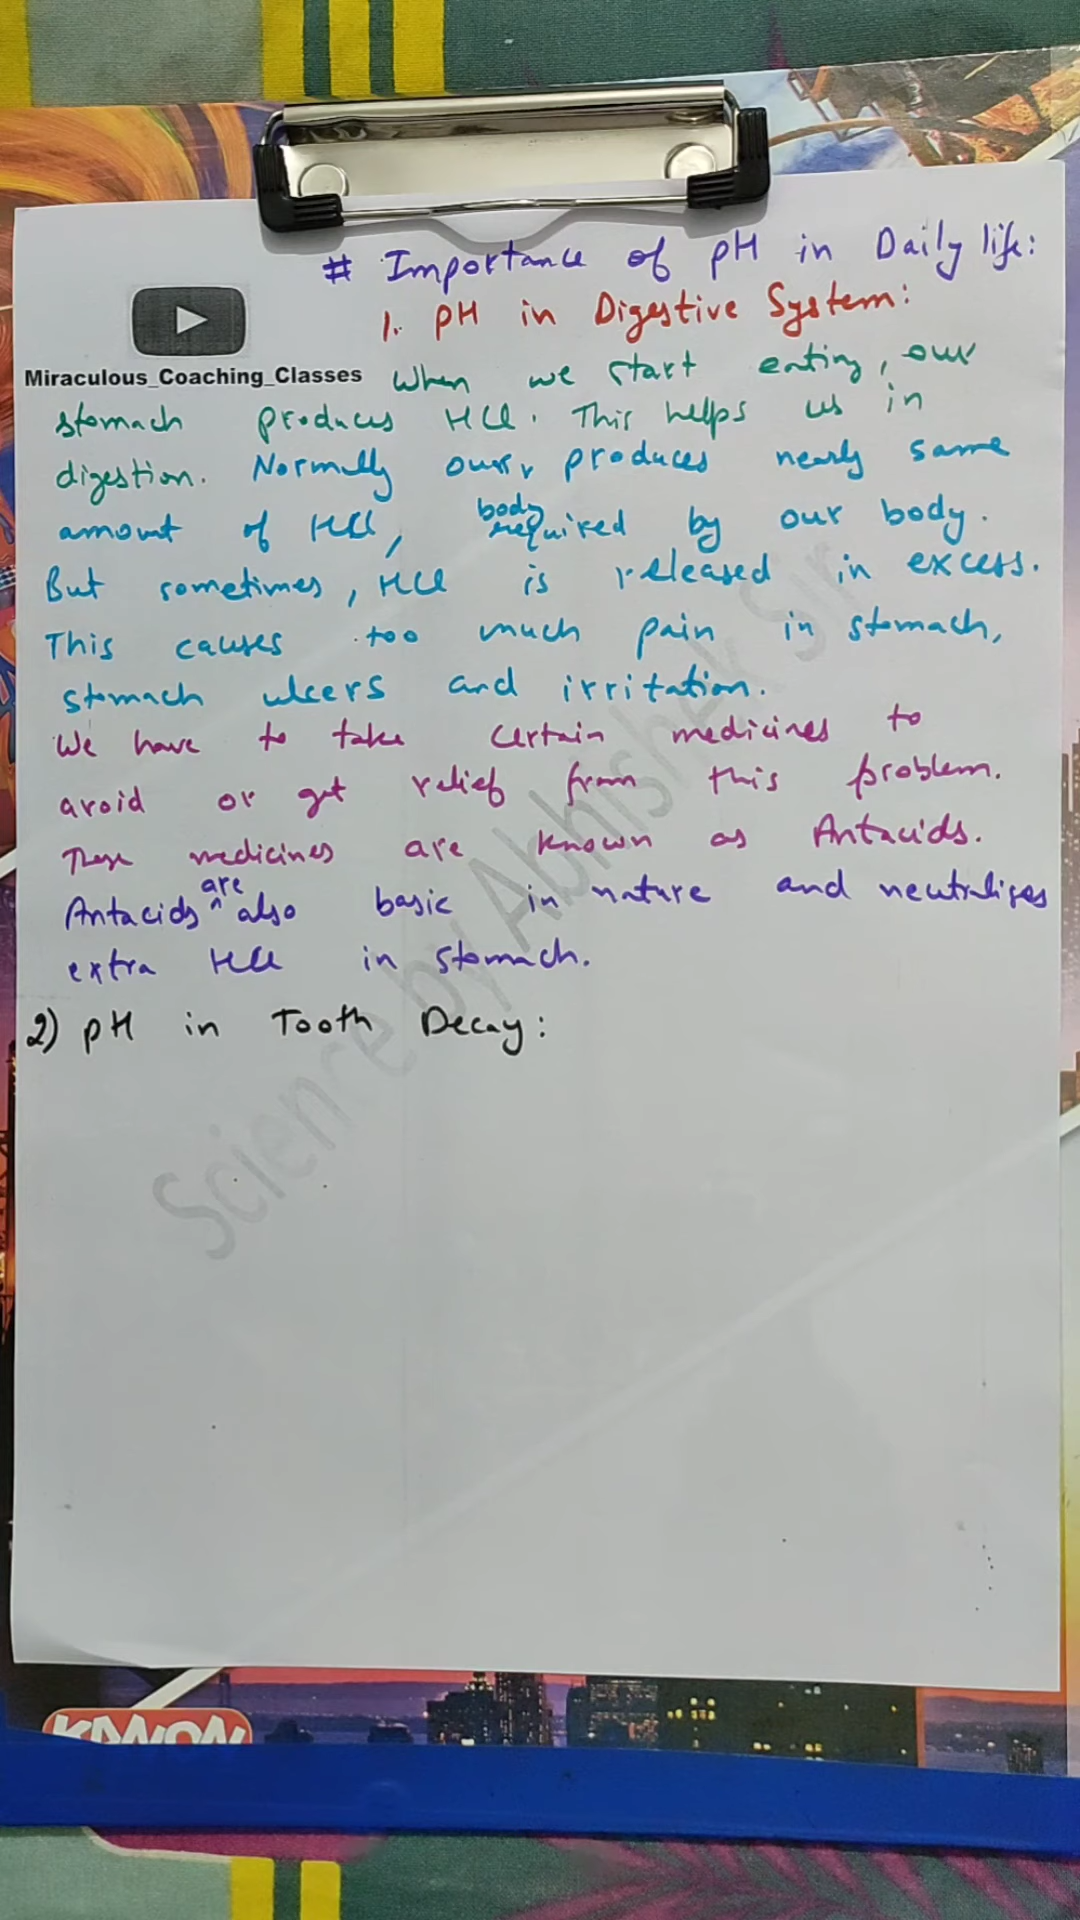 # Importance of pH in Daily life:
1. pH in Digestive System:
Miraculous_Coaching_Classes
When we start eating, our
stomach produces HCl. This helps us in
digestion. Normally our body produces nearly same
amount of HCl, required by our body.
But sometimes, HCl is released in excess.
This causes too much pain in stomach,
stomach ulcers and irritation.
We have to take certain medicines to
avoid or get relief from this problem.
These medicines are known as Antacids.
Antacids are also basic in nature and neutralises
extra HCl in stomach.
2) pH in Tooth Decay:
Science by Abhishek Sir
KANON